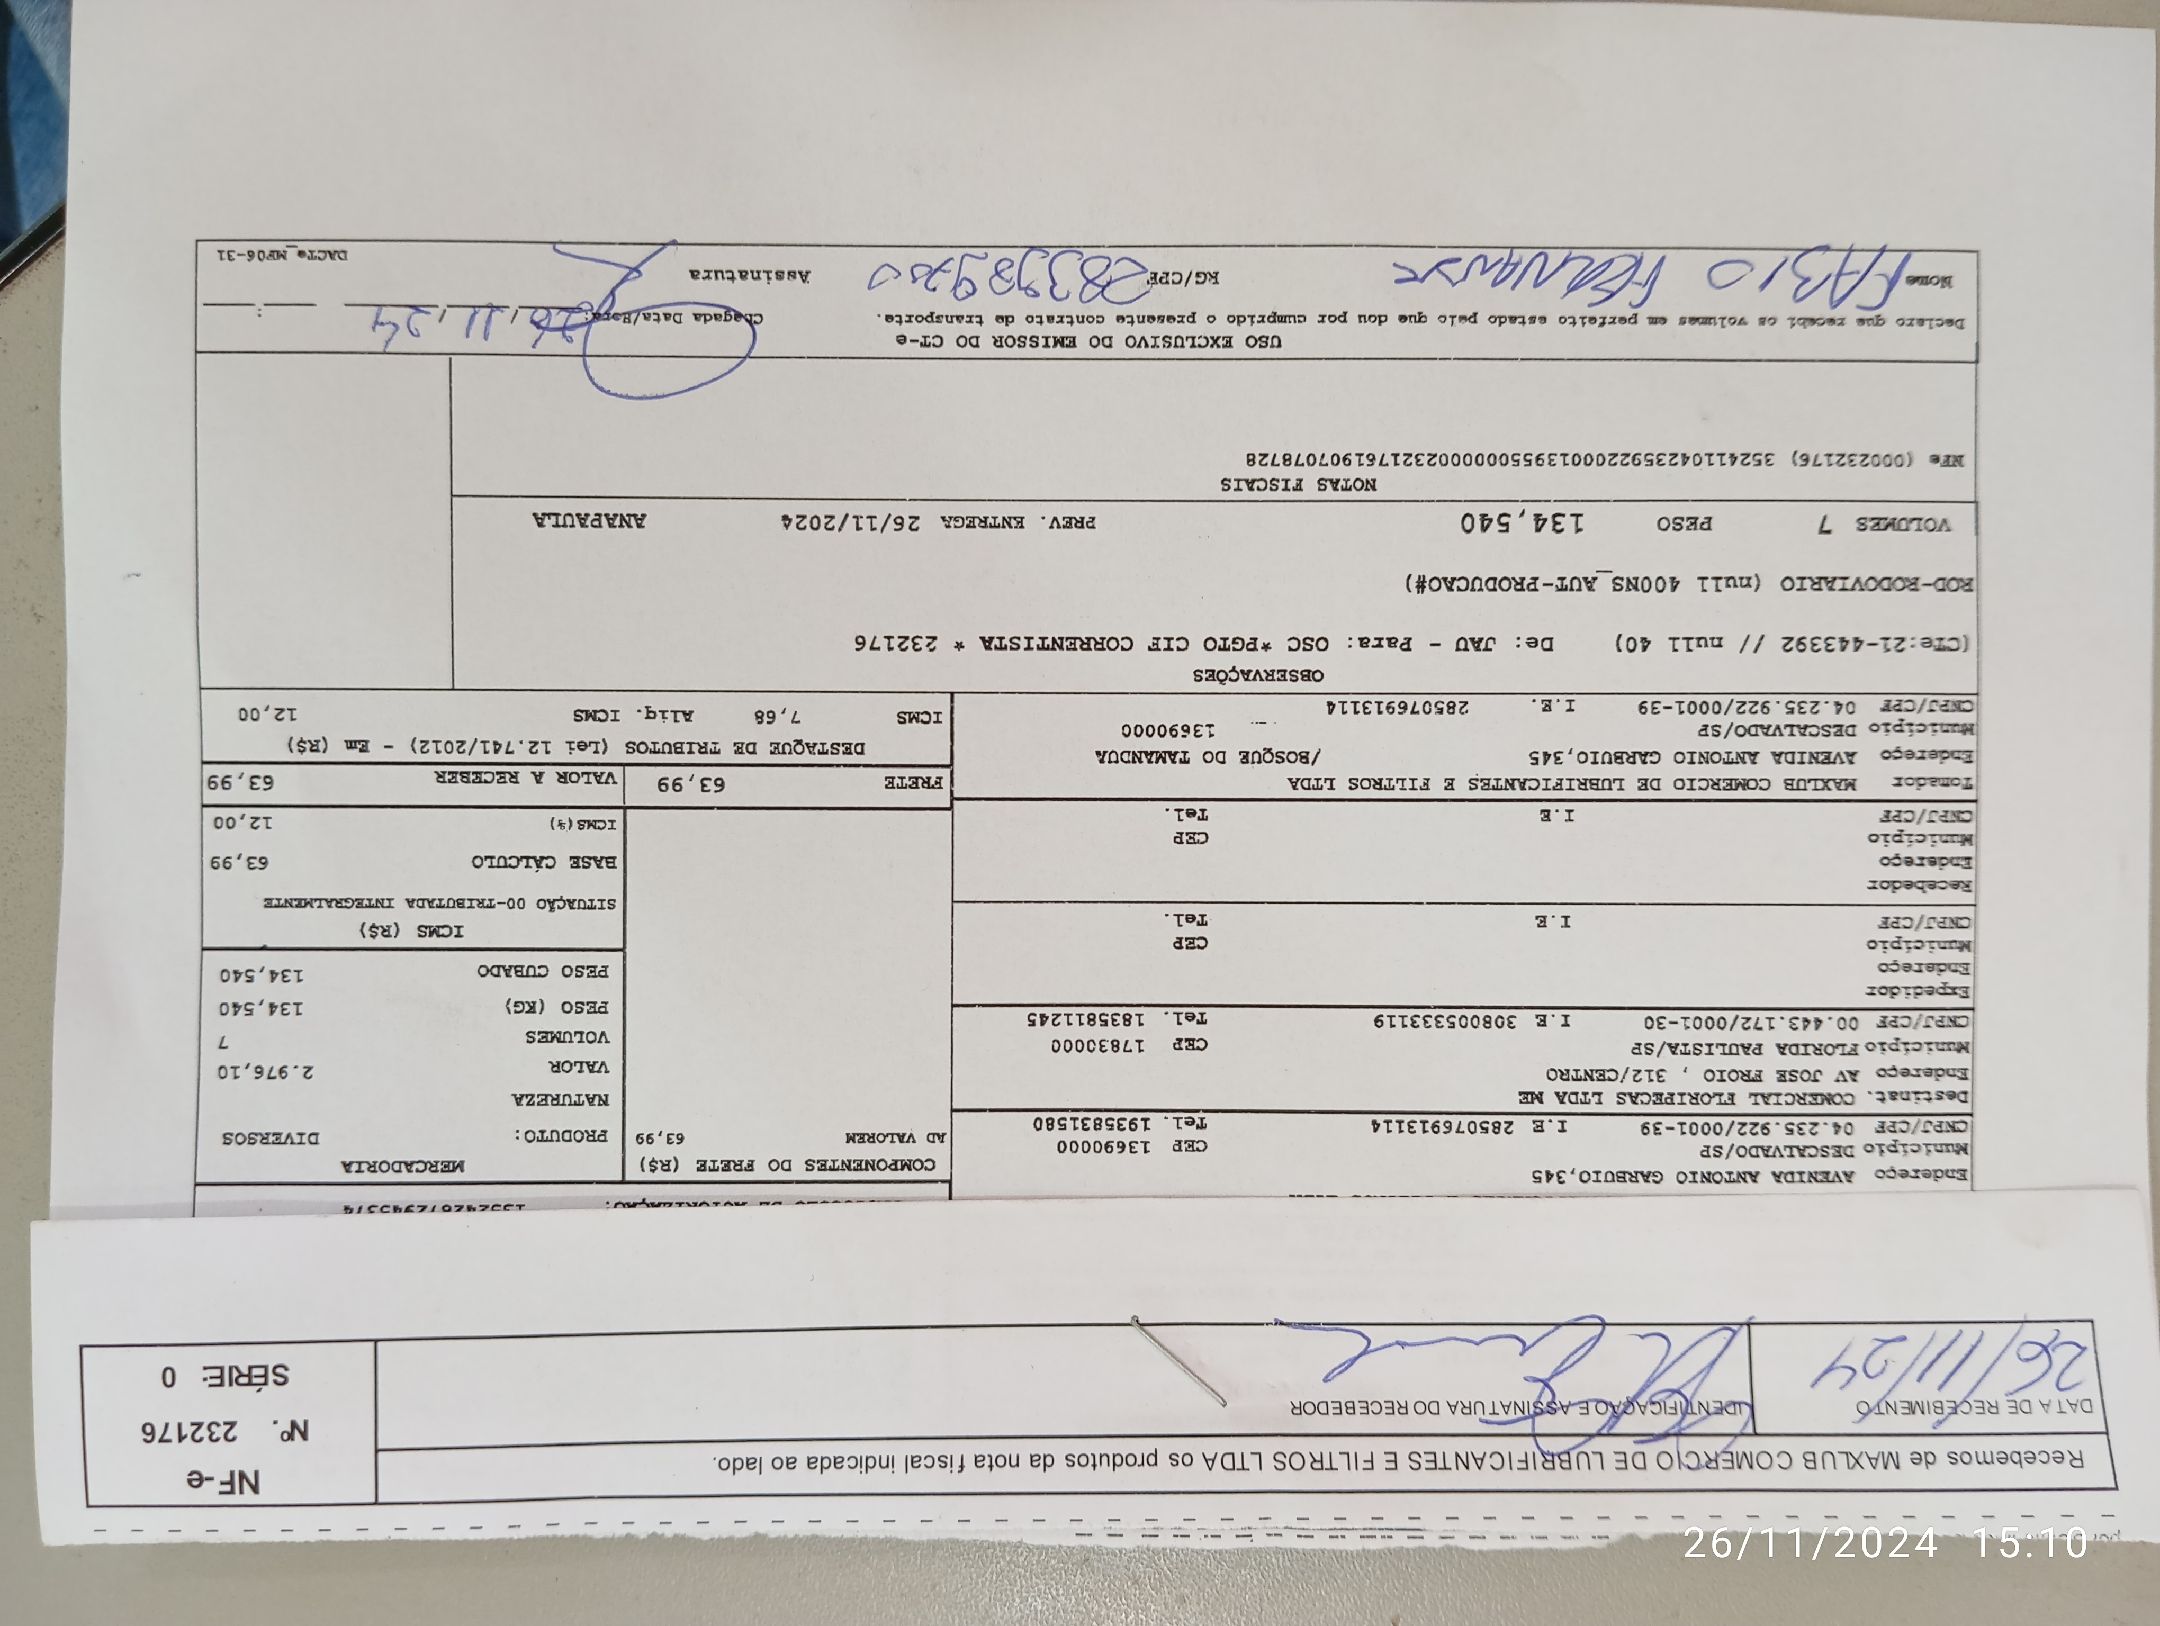 Recebemos de MAXLUB COMERCIO DE LUBRIFICANTES E FILTROS LTDA os produtos da nota fiscal indicada ao lado.
NF-e
Nº. 232176
SÉRIE: 0
DATA DE RECEBIMENTO
26/11/24
IDENTIFICAÇÃO E ASSINATURA DO RECEBEDOR
Endereço AVENIDA ANTONIO GARBUIO,345
Município DESCALVADO/SP CEP 13690000
CNPJ/CPF 04.235.922/0001-39 I.E 285076913114 Tel. 1935831580
Destinat. COMERCIAL FLORIPECAS LTDA ME
Endereço AV JOSE FROIO , 312/CENTRO
Município FLORIDA PAULISTA/SP CEP 17830000
CNPJ/CPF 00.443.172/0001-30 I.E 308005333119 Tel. 1835811245
Expedidor
Endereço
Município CEP
CNPJ/CPF I.E Tel.
Recebedor
Endereço
Município CEP
CNPJ/CPF I.E Tel.
Tomador MAXLUB COMERCIO DE LUBRIFICANTES E FILTROS LTDA
Endereço AVENIDA ANTONIO GARBUIO,345 /BOSQUE DO TAMANDUA
Município DESCALVADO/SP 13690000
CNPJ/CPF 04.235.922/0001-39 I.E. 285076913114
COMPONENTES DO FRETE (R$)
AD VALOREM 63,99
MERCADORIA
PRODUTO: DIVERSOS
NATUREZA
VALOR 2.976,10
VOLUMES 7
PESO (KG) 134,540
PESO CUBADO 134,540
ICMS (R$)
SITUAÇÃO 00-TRIBUTADA INTEGRALMENTE
BASE CÁLCULO 63,99
ICMS(%) 12,00
FRETE 63,99 VALOR A RECEBER 63,99
DESTAQUE DE TRIBUTOS (Lei 12.741/2012) - Em (R$)
ICMS 7,68 Aliq. ICMS 12,00
OBSERVAÇÕES
(CTe:21-443392 // null 40) De: JAU - Para: OSC *PGTO CIF CORRENTISTA * 232176
ROD-RODOVIARIO (null 400NS_AUT-PRODUCAO#)
VOLUMES 7 PESO 134,540 PREV. ENTREGA 26/11/2024 ANAPAULA
NOTAS FISCAIS
NFe (000232176) 35241104235922000139550000002321761907078728
USO EXCLUSIVO DO EMISSOR DO CT-e
Declaro que recebi os volumes em perfeito estado pelo que dou por cumprido o presente contrato de transporte.
Chegada Data/Hora: 26, 11, 24 :
Nome FABIO FERNANDE RG/CPF Assinatura
DACTe_MF06-31
26/11/2024 15:10